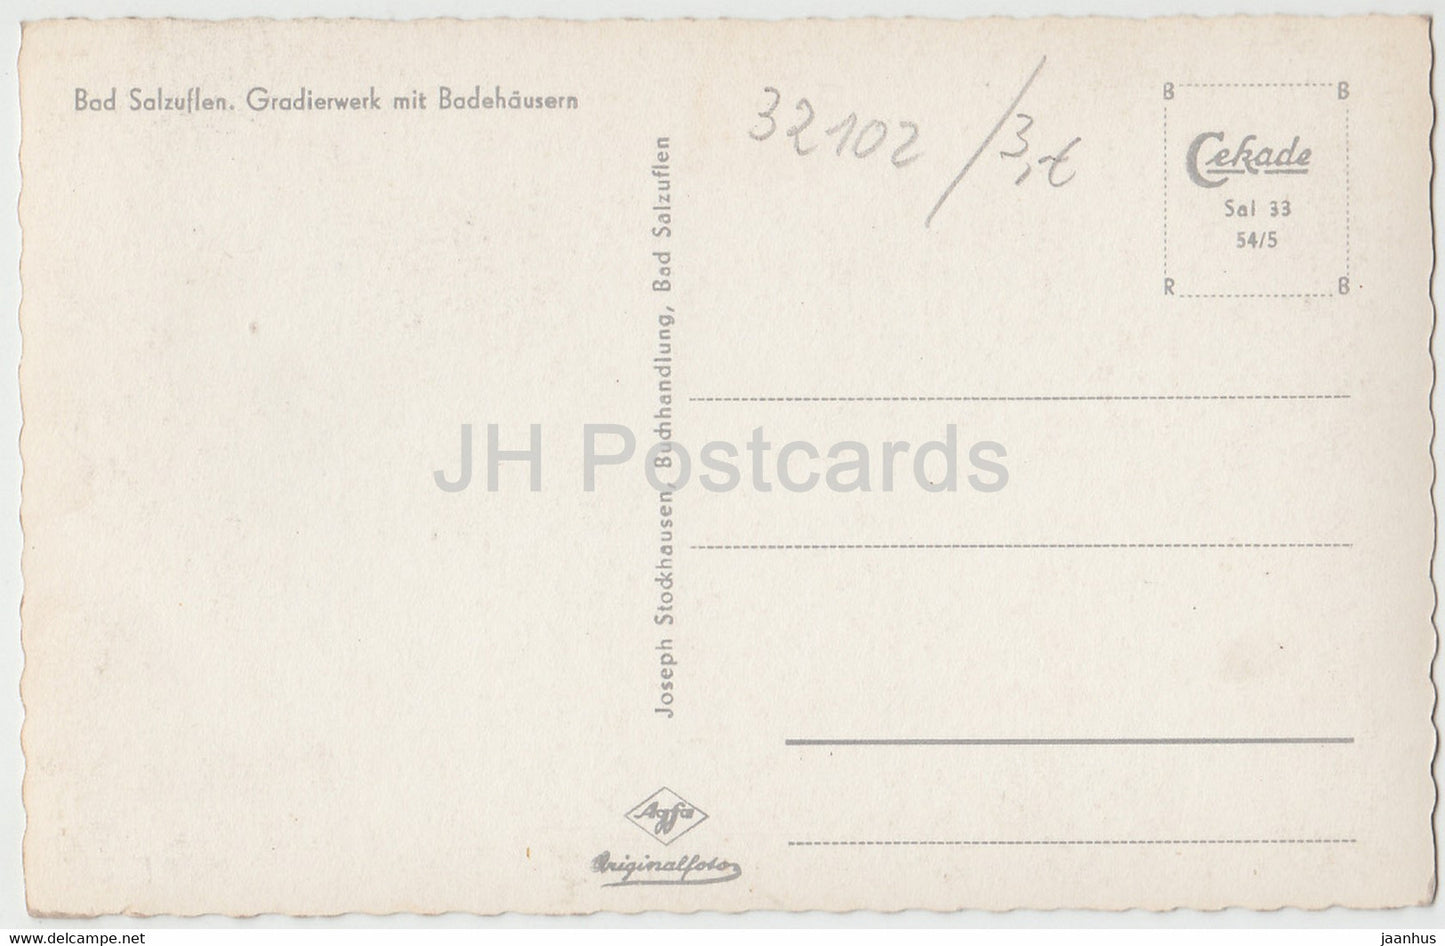 Bad Salzuflen. Gradierwerk mit Badehäusern
32102 /3,-€
B B
Cekade
Sal 33
54/5
R B
Joseph Stockhausen, Buchhandlung, Bad Salzuflen
JH Postcards
Agfa
Originalfoto
www.delcampe.net
jaanhus